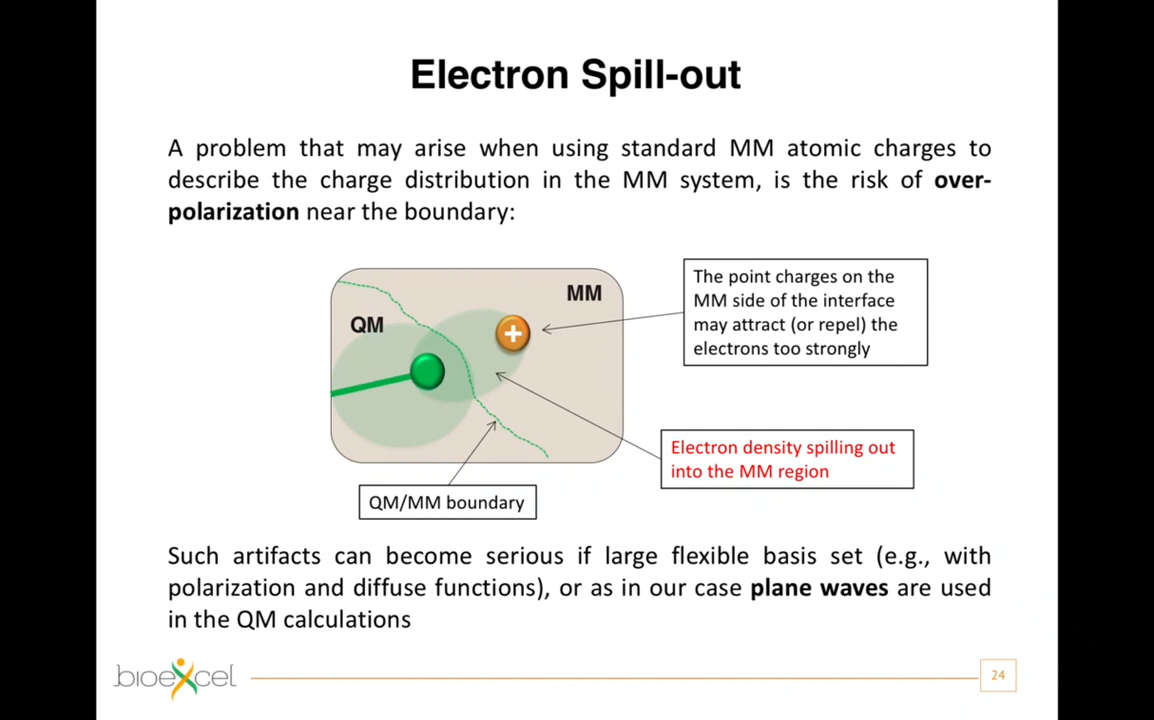 Electron Spill-out
A problem that may arise when using standard MM atomic charges to
describe the charge distribution in the MM system, is the risk of over-
polarization near the boundary:
MM
QM
+
The point charges on the
MM side of the interface
may attract (or repel) the
electrons too strongly
Electron density spilling out
into the MM region
QM/MM boundary
Such artifacts can become serious if large flexible basis set (e.g., with
polarization and diffuse functions), or as in our case plane waves are used
in the QM calculations
bioexcel
24